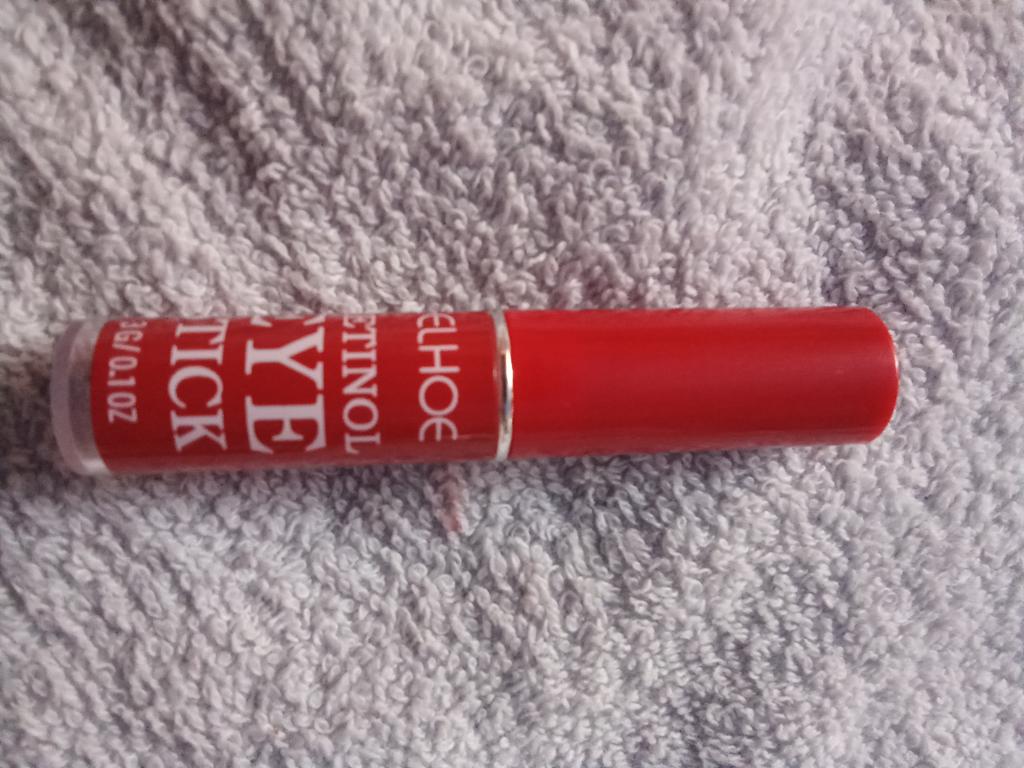 ELHOE
ETINOL
YE
TICK
3G/0.1OZ